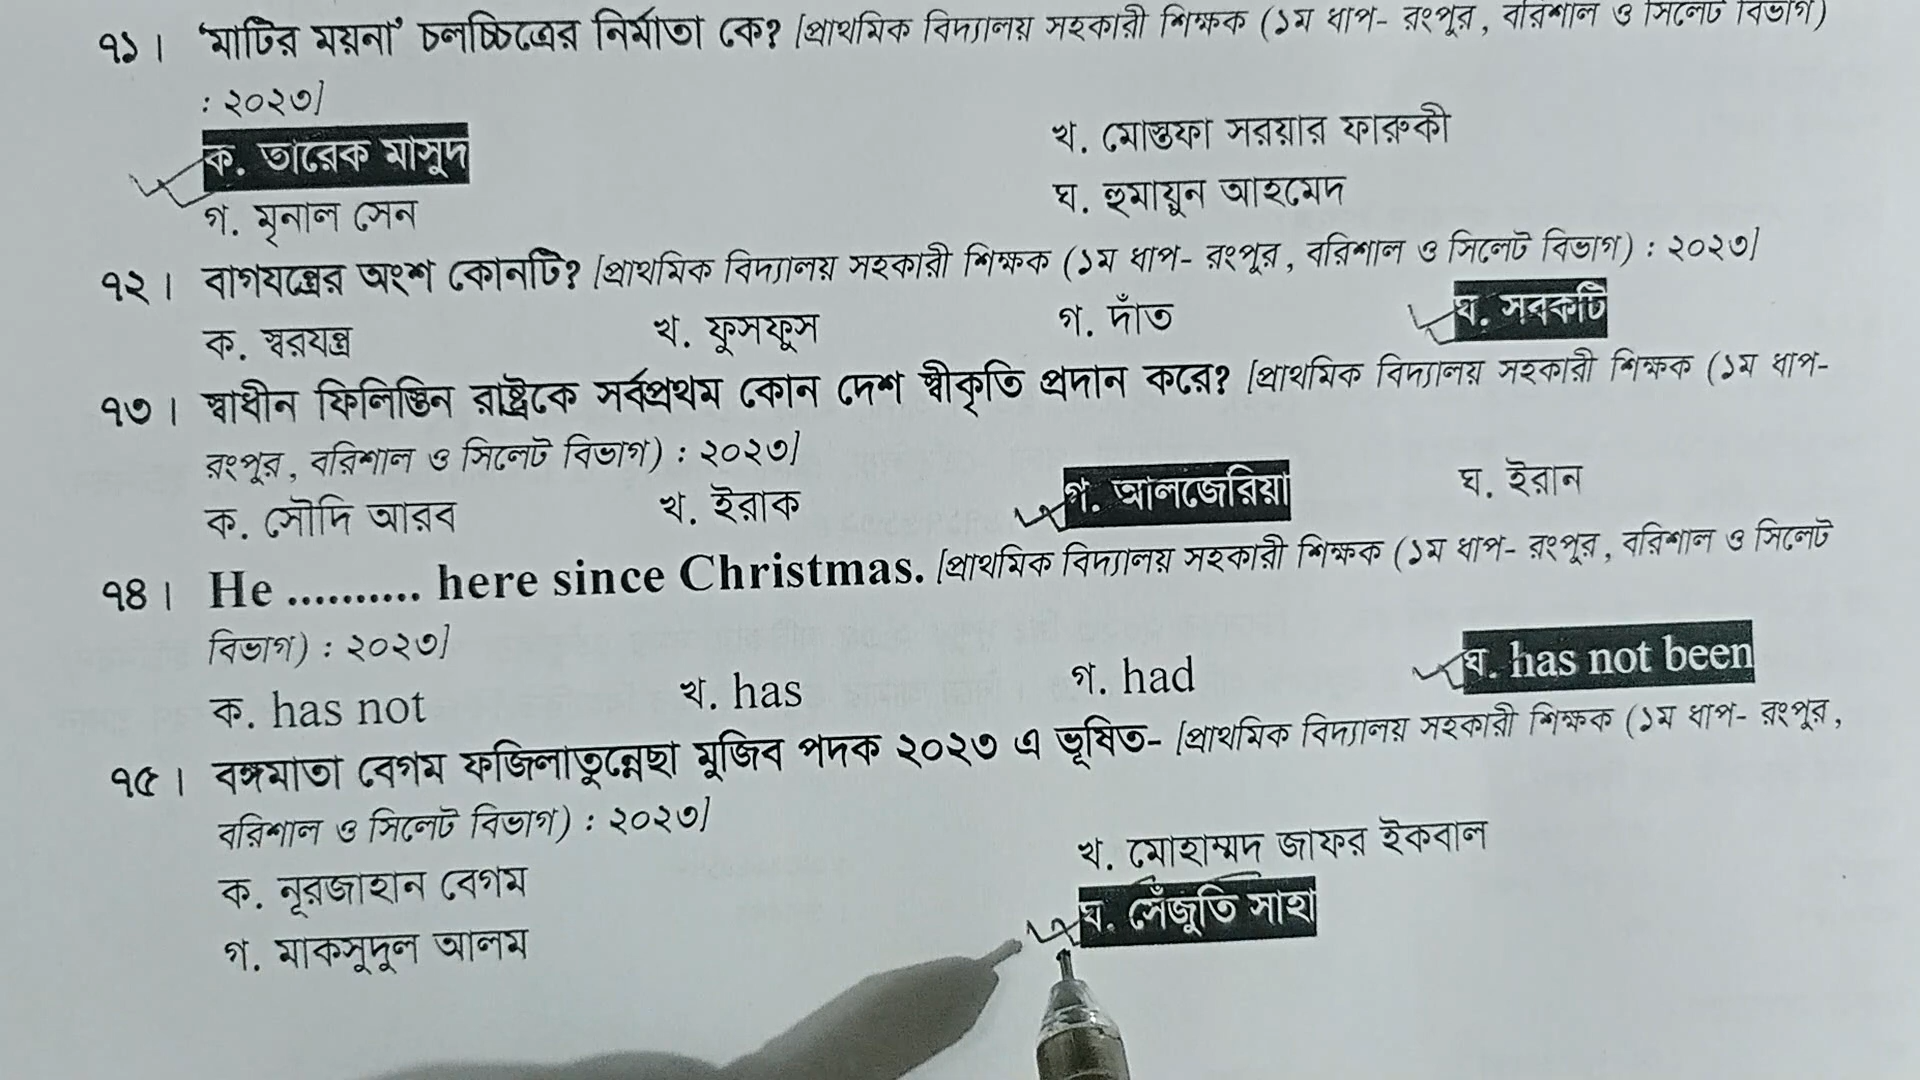 ৭১। 'মাটির ময়না' চলচ্চিত্রের নির্মাতা কে? [প্রাথমিক বিদ্যালয় সহকারী শিক্ষক (১ম ধাপ- রংপুর, বরিশাল ও সিলেট বিভাগ)
: ২০২৩]
ক. তারেক মাসুদ খ. মোস্তফা সরয়ার ফারুকী
গ. মৃনাল সেন ঘ. হুমায়ুন আহমেদ
৭২। বাগযন্ত্রের অংশ কোনটি? [প্রাথমিক বিদ্যালয় সহকারী শিক্ষক (১ম ধাপ- রংপুর, বরিশাল ও সিলেট বিভাগ) : ২০২৩]
ক. স্বরযন্ত্র খ. ফুসফুস গ. দাঁত ঘ. সবকটি
৭৩। স্বাধীন ফিলিস্তিন রাষ্ট্রকে সর্বপ্রথম কোন দেশ স্বীকৃতি প্রদান করে? [প্রাথমিক বিদ্যালয় সহকারী শিক্ষক (১ম ধাপ-
রংপুর, বরিশাল ও সিলেট বিভাগ) : ২০২৩]
ক. সৌদি আরব খ. ইরাক গ. আলজেরিয়া ঘ. ইরান
৭৪। He .......... here since Christmas. [প্রাথমিক বিদ্যালয় সহকারী শিক্ষক (১ম ধাপ- রংপুর, বরিশাল ও সিলেট
বিভাগ) : ২০২৩]
ক. has not খ. has গ. had ঘ. has not been
৭৫। বঙ্গমাতা বেগম ফজিলাতুন্নেছা মুজিব পদক ২০২৩ এ ভূষিত- [প্রাথমিক বিদ্যালয় সহকারী শিক্ষক (১ম ধাপ- রংপুর,
বরিশাল ও সিলেট বিভাগ) : ২০২৩]
ক. নূরজাহান বেগম খ. মোহাম্মদ জাফর ইকবাল
গ. মাকসুদুল আলম ঘ. সেঁজুতি সাহা